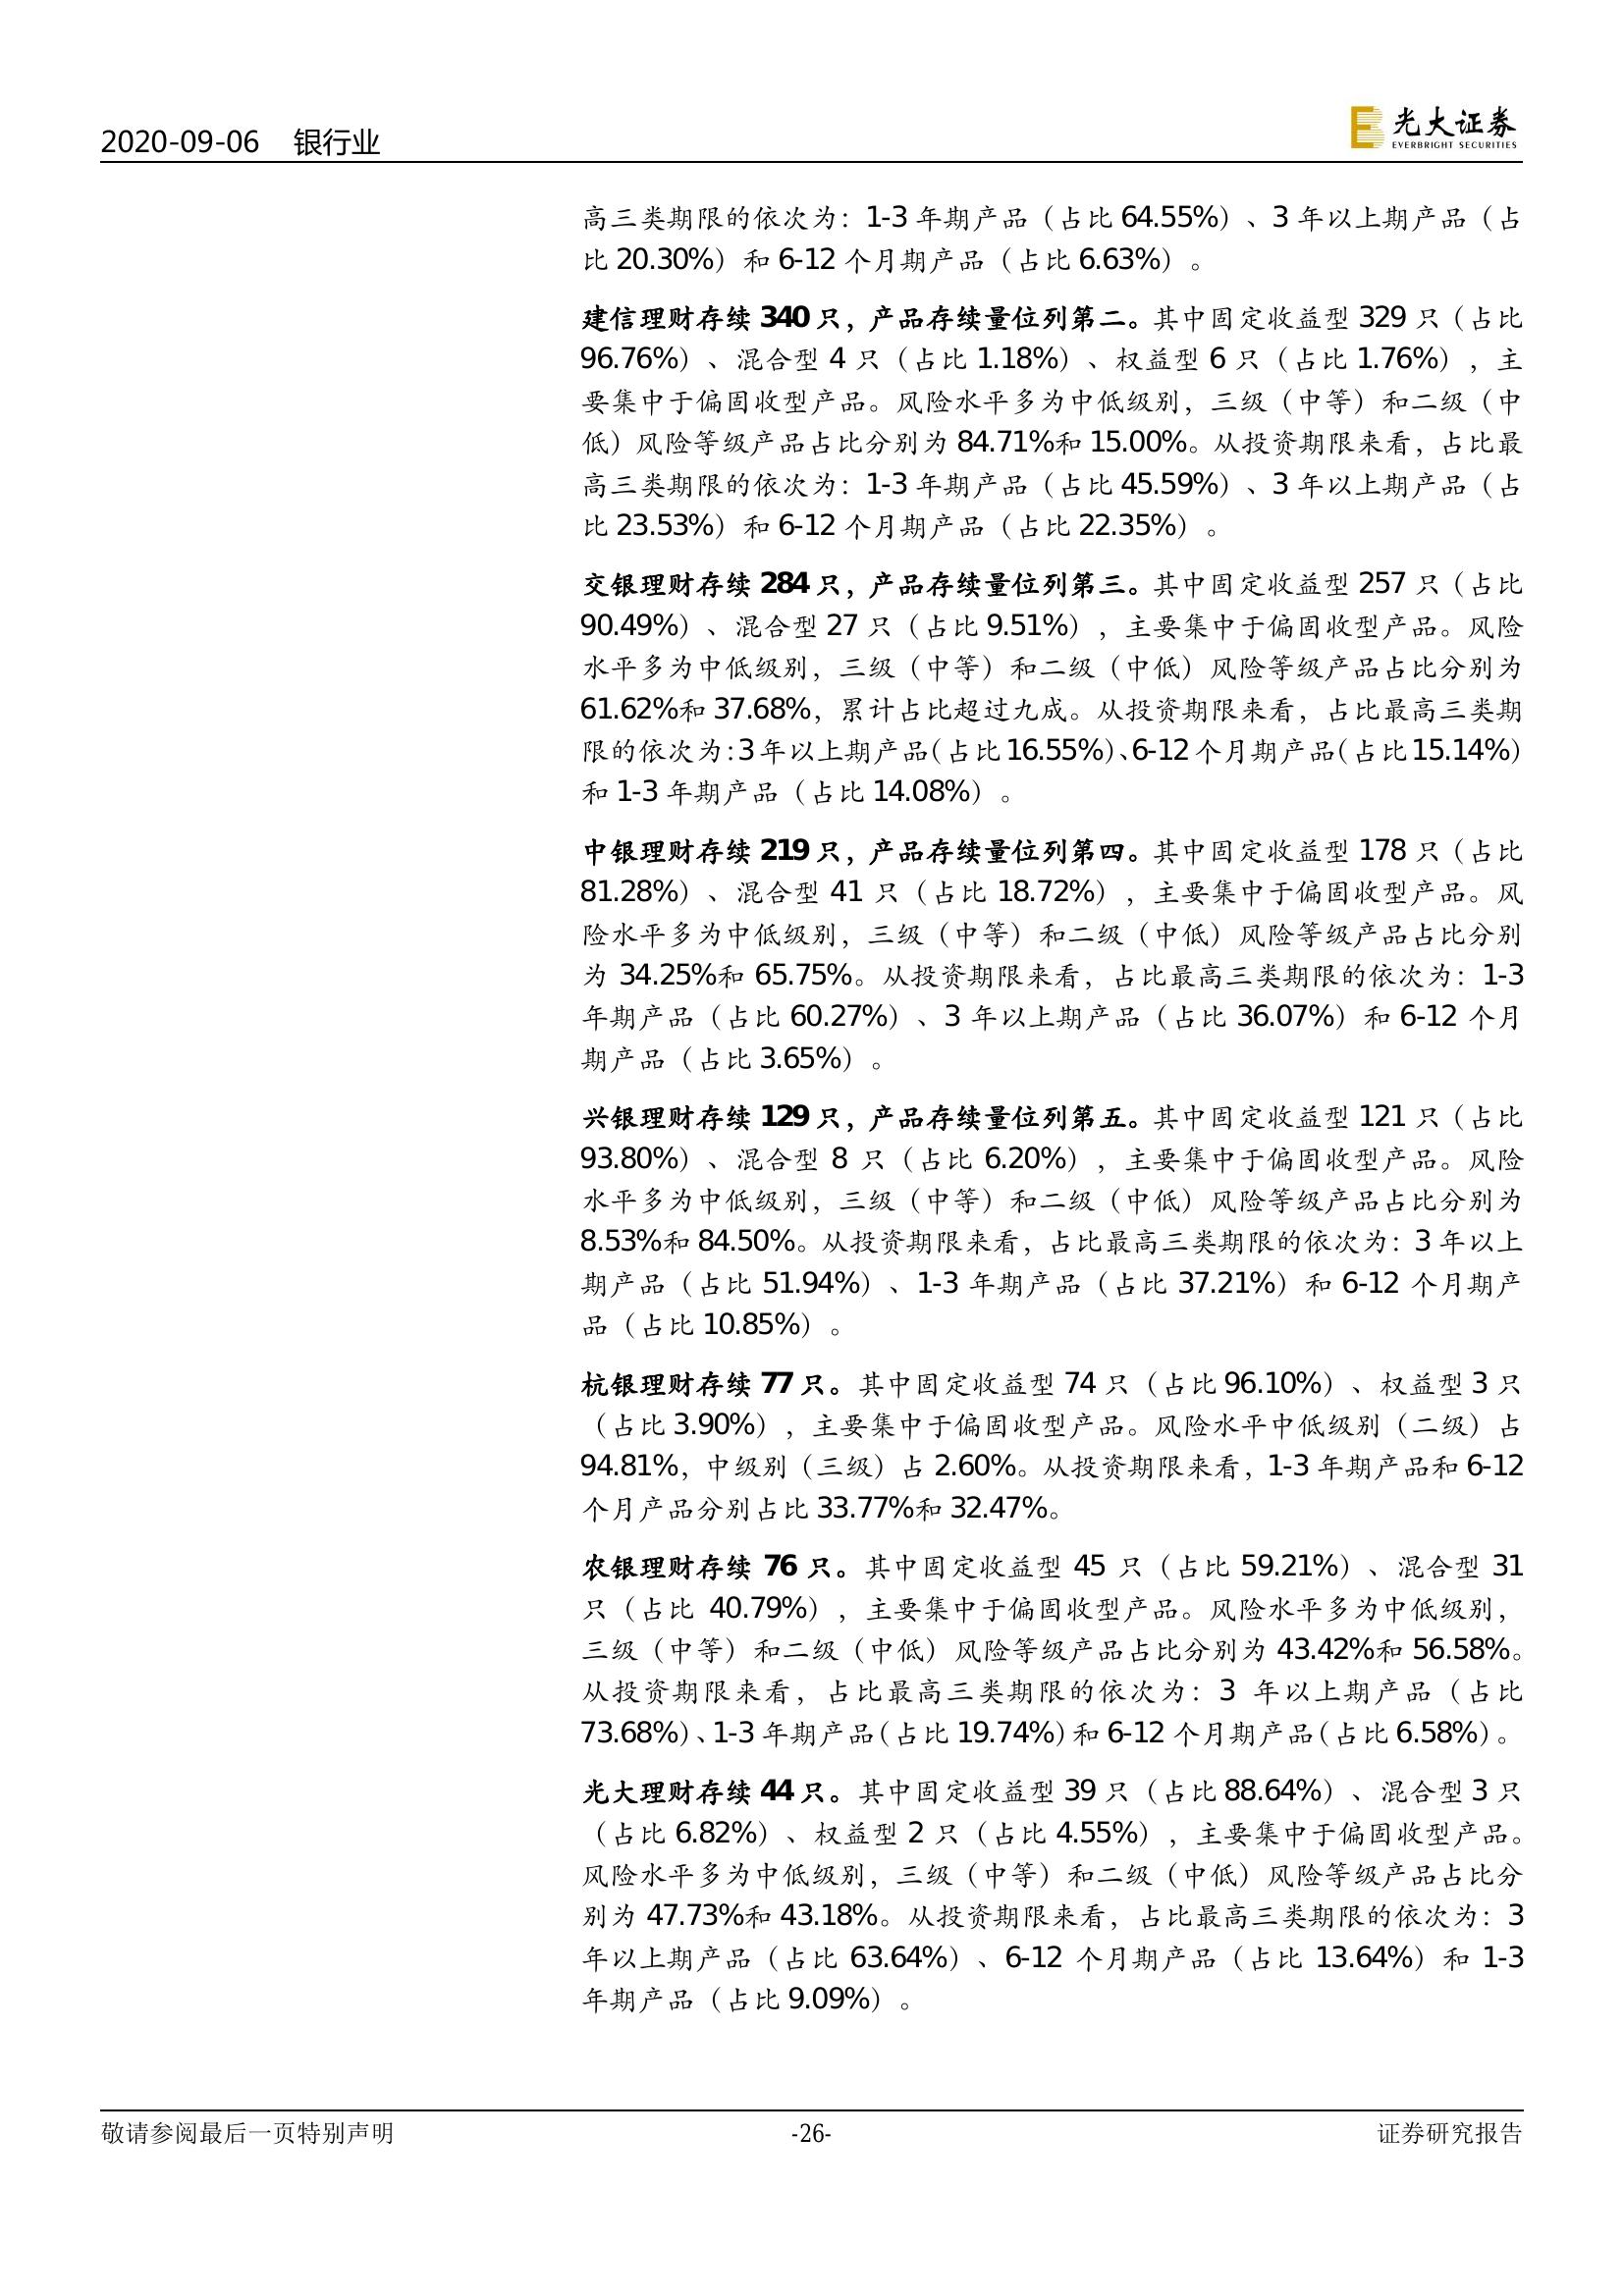 2020-09-06 银行业
光大证券
EVERBRIGHT SECURITIES
高三类期限的依次为：1-3 年期产品（占比 64.55%）、3 年以上期产品（占
比 20.30%）和 6-12 个月期产品（占比 6.63%）。
建信理财存续 340 只，产品存续量位列第二。其中固定收益型 329 只（占比
96.76%）、混合型 4 只（占比 1.18%）、权益型 6 只（占比 1.76%），主
要集中于偏固收型产品。风险水平多为中低级别，三级（中等）和二级（中
低）风险等级产品占比分别为 84.71%和 15.00%。从投资期限来看，占比最
高三类期限的依次为：1-3 年期产品（占比 45.59%）、3 年以上期产品（占
比 23.53%）和 6-12 个月期产品（占比 22.35%）。
交银理财存续 284 只，产品存续量位列第三。其中固定收益型 257 只（占比
90.49%）、混合型 27 只（占比 9.51%），主要集中于偏固收型产品。风险
水平多为中低级别，三级（中等）和二级（中低）风险等级产品占比分别为
61.62%和 37.68%，累计占比超过九成。从投资期限来看，占比最高三类期
限的依次为：3 年以上期产品（占比 16.55%）、6-12 个月期产品（占比 15.14%）
和 1-3 年期产品（占比 14.08%）。
中银理财存续 219 只，产品存续量位列第四。其中固定收益型 178 只（占比
81.28%）、混合型 41 只（占比 18.72%），主要集中于偏固收型产品。风
险水平多为中低级别，三级（中等）和二级（中低）风险等级产品占比分别
为 34.25%和 65.75%。从投资期限来看，占比最高三类期限的依次为：1-3
年期产品（占比 60.27%）、3 年以上期产品（占比 36.07%）和 6-12 个月
期产品（占比 3.65%）。
兴银理财存续 129 只，产品存续量位列第五。其中固定收益型 121 只（占比
93.80%）、混合型 8 只（占比 6.20%），主要集中于偏固收型产品。风险
水平多为中低级别，三级（中等）和二级（中低）风险等级产品占比分别为
8.53%和 84.50%。从投资期限来看，占比最高三类期限的依次为：3 年以上
期产品（占比 51.94%）、1-3 年期产品（占比 37.21%）和 6-12 个月期产
品（占比 10.85%）。
杭银理财存续 77 只。其中固定收益型 74 只（占比 96.10%）、权益型 3 只
（占比 3.90%），主要集中于偏固收型产品。风险水平中低级别（二级）占
94.81%，中级别（三级）占 2.60%。从投资期限来看，1-3 年期产品和 6-12
个月产品分别占比 33.77%和 32.47%。
农银理财存续 76 只。其中固定收益型 45 只（占比 59.21%）、混合型 31
只（占比 40.79%），主要集中于偏固收型产品。风险水平多为中低级别，
三级（中等）和二级（中低）风险等级产品占比分别为 43.42%和 56.58%。
从投资期限来看，占比最高三类期限的依次为：3 年以上期产品（占比
73.68%）、1-3 年期产品（占比 19.74%）和 6-12 个月期产品（占比 6.58%）。
光大理财存续 44 只。其中固定收益型 39 只（占比 88.64%）、混合型 3 只
（占比 6.82%）、权益型 2 只（占比 4.55%），主要集中于偏固收型产品。
风险水平多为中低级别，三级（中等）和二级（中低）风险等级产品占比分
别为 47.73%和 43.18%。从投资期限来看，占比最高三类期限的依次为：3
年以上期产品（占比 63.64%）、6-12 个月期产品（占比 13.64%）和 1-3
年期产品（占比 9.09%）。
敬请参阅最后一页特别声明
-26-
证券研究报告